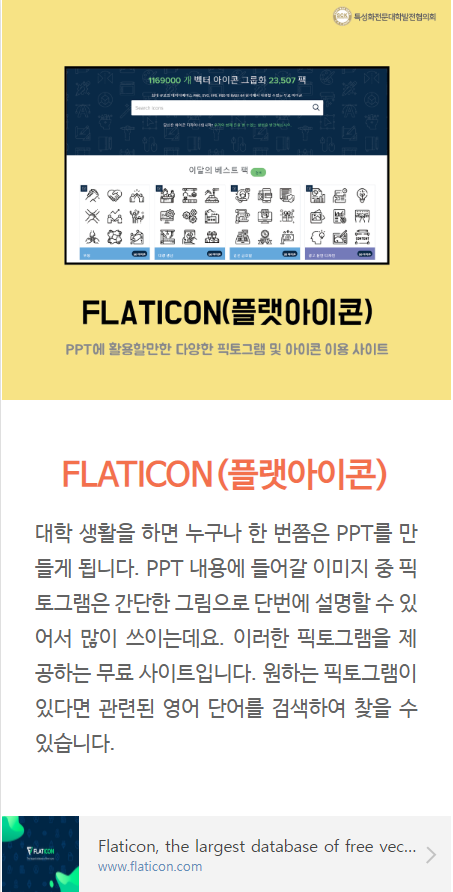 특성화전문대학발전협의회
1169000 개 벡터 아이콘 그룹화 23,507 팩
Search icons
이달의 베스트 팩
FLATICON(플랫아이콘)
PPT에 활용할만한 다양한 픽토그램 및 아이콘 이용 사이트
FLATICON(플랫아이콘)
대학 생활을 하면 누구나 한 번쯤은 PPT를 만
들게 됩니다. PPT 내용에 들어갈 이미지 중 픽
토그램은 간단한 그림으로 단번에 설명할 수 있
어서 많이 쓰이는데요. 이러한 픽토그램을 제
공하는 무료 사이트입니다. 원하는 픽토그램이
있다면 관련된 영어 단어를 검색하여 찾을 수
있습니다.
FLATICON
Flaticon, the largest database of free vec...
www.flaticon.com